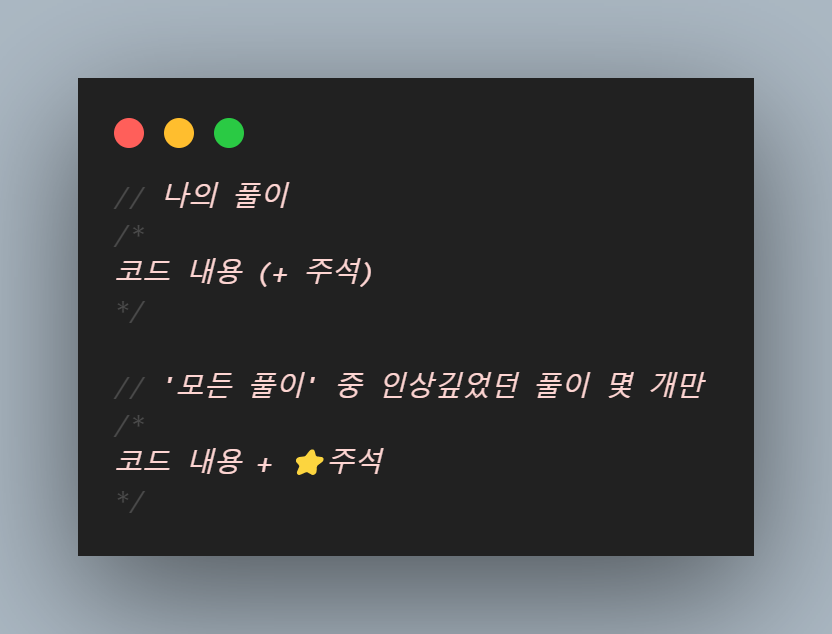 // 나의 풀이
/*
코드 내용 (+ 주석)
*/
// '모든 풀이' 중 인상깊었던 풀이 몇 개만
/*
코드 내용 + ⭐주석
*/